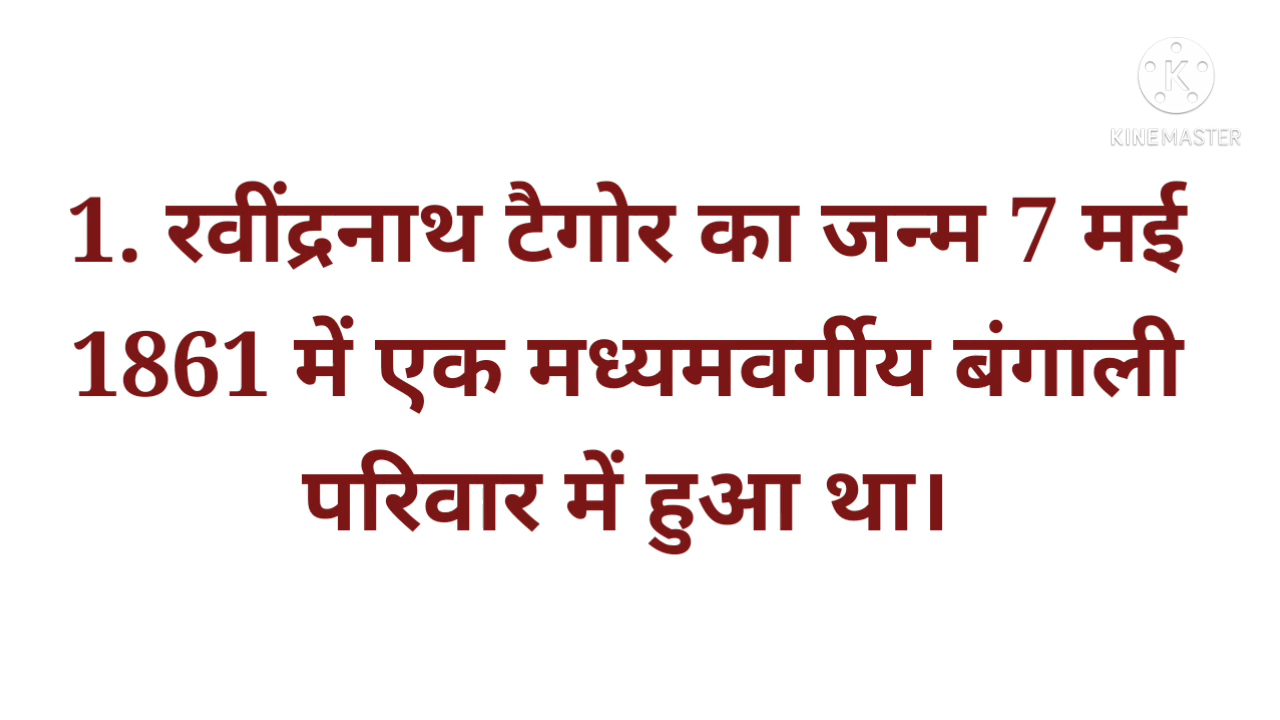 KINEMASTER
1. रवींद्रनाथ टैगोर का जन्म 7 मई
1861 में एक मध्यमवर्गीय बंगाली
परिवार में हुआ था।